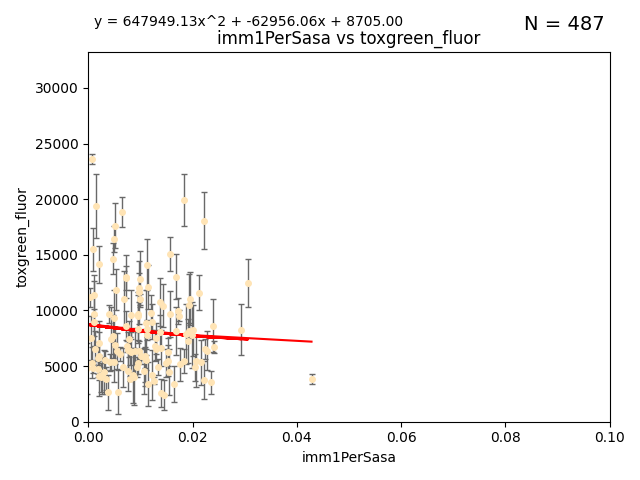 y = 647949.13x^2 + -62956.06x + 8705.00
N = 487
imm1PerSasa vs toxgreen_fluor
30000
25000
20000
15000
10000
5000
0
toxgreen_fluor
0.00 0.02 0.04 0.06 0.08 0.10
imm1PerSasa